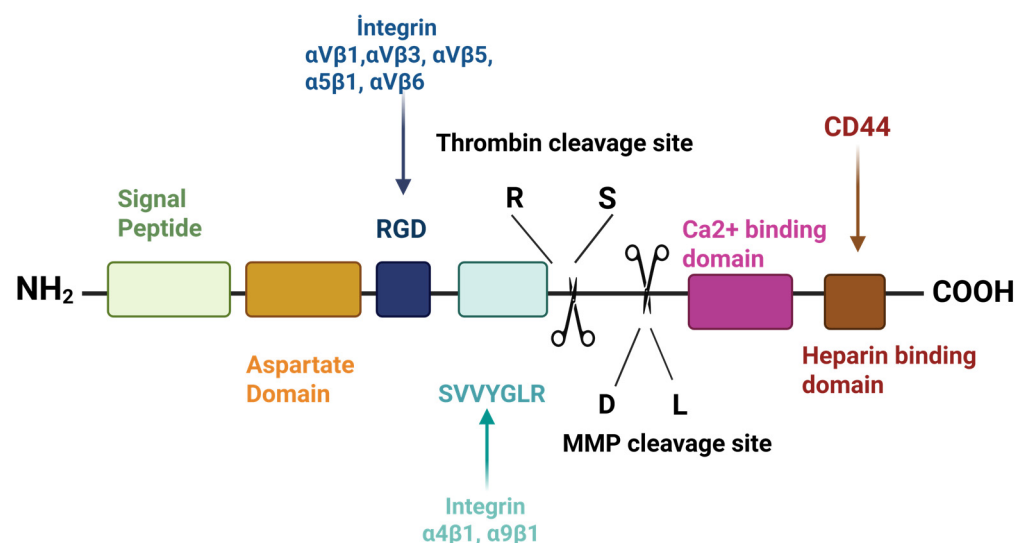 İntegrin
αVβ1,αVβ3, αVβ5,
α5β1, αVβ6
CD44
Thrombin cleavage site
Signal
Peptide
R
S
RGD
Ca2+ binding
domain
NH₂
COOH
Aspartate
Domain
Heparin binding
domain
SVVYGLR
D
L
MMP cleavage site
Integrin
α4β1, α9β1